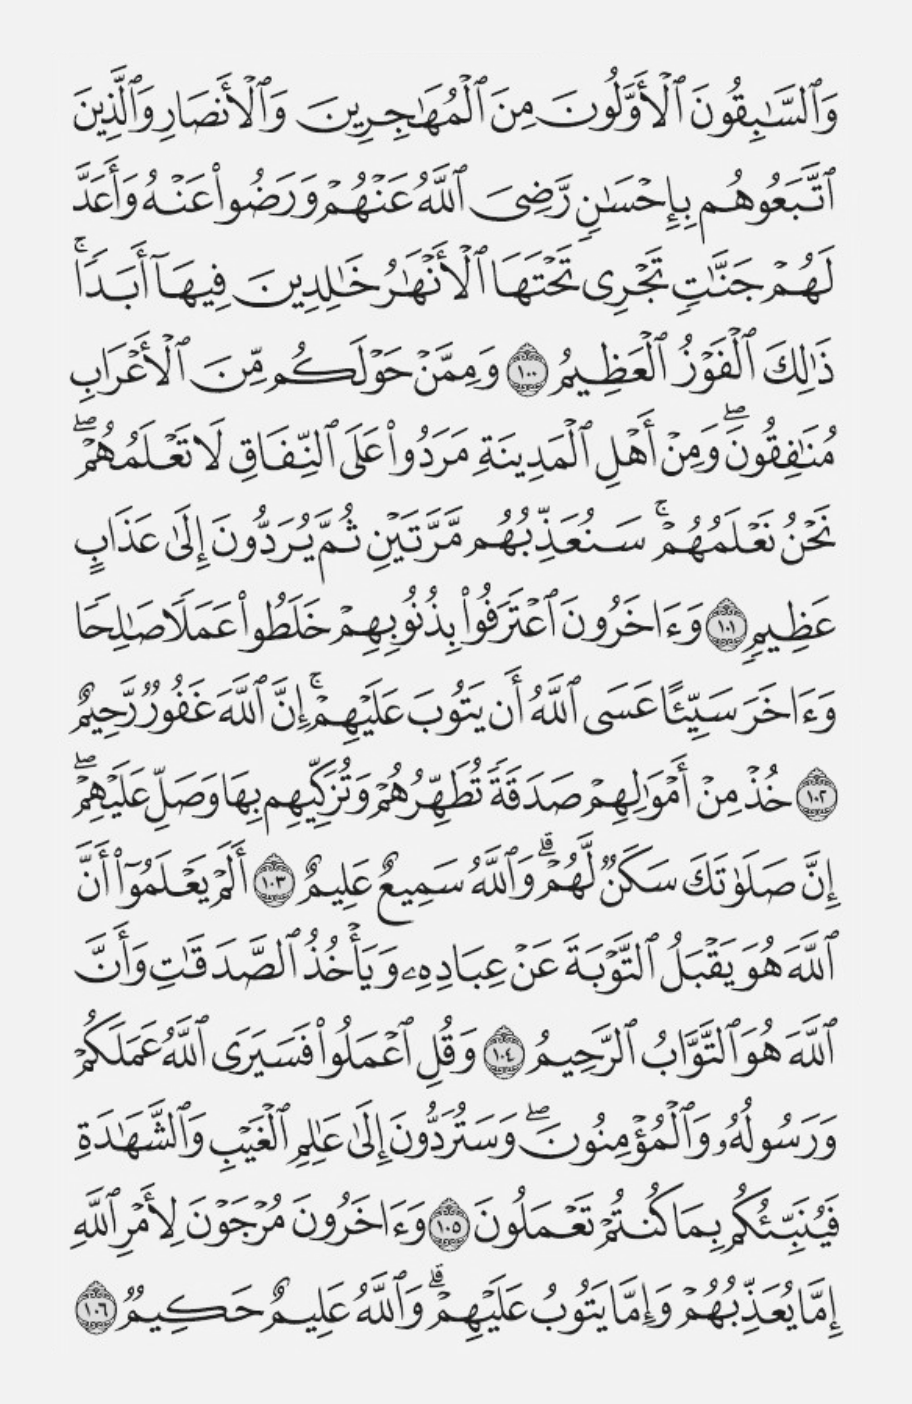 وَٱلسَّـٰبِقُونَ ٱلْأَوَّلُونَ مِنَ ٱلْمُهَـٰجِرِينَ وَٱلْأَنصَارِ وَٱلَّذِينَ
ٱتَّبَعُوهُم بِإِحْسَـٰنٍ رَّضِىَ ٱللَّهُ عَنْهُمْ وَرَضُوا۟ عَنْهُ وَأَعَدَّ
لَهُمْ جَنَّـٰتٍ تَجْرِى تَحْتَهَا ٱلْأَنْهَـٰرُ خَـٰلِدِينَ فِيهَآ أَبَدًا ۚ
ذَٰلِكَ ٱلْفَوْزُ ٱلْعَظِيمُ ١٠٠ وَمِمَّنْ حَوْلَكُم مِّنَ ٱلْأَعْرَابِ
مُنَـٰفِقُونَ ۖ وَمِنْ أَهْلِ ٱلْمَدِينَةِ مَرَدُوا۟ عَلَى ٱلنِّفَاقِ لَا تَعْلَمُهُمْ ۖ
نَحْنُ نَعْلَمُهُمْ ۚ سَنُعَذِّبُهُم مَّرَّتَيْنِ ثُمَّ يُرَدُّونَ إِلَىٰ عَذَابٍ
عَظِيمٍ ١٠١ وَءَاخَرُونَ ٱعْتَرَفُوا۟ بِذُنُوبِهِمْ خَلَطُوا۟ عَمَلًا صَـٰلِحًا
وَءَاخَرَ سَيِّئًا عَسَى ٱللَّهُ أَن يَتُوبَ عَلَيْهِمْ ۚ إِنَّ ٱللَّهَ غَفُورٌ رَّحِيمٌ
١٠٢ خُذْ مِنْ أَمْوَٰلِهِمْ صَدَقَةً تُطَهِّرُهُمْ وَتُزَكِّيهِم بِهَا وَصَلِّ عَلَيْهِمْ ۖ
إِنَّ صَلَوٰتَكَ سَكَنٌ لَّهُمْ ۗ وَٱللَّهُ سَمِيعٌ عَلِيمٌ ١٠٣ أَلَمْ يَعْلَمُوٓا۟ أَنَّ
ٱللَّهَ هُوَ يَقْبَلُ ٱلتَّوْبَةَ عَنْ عِبَادِهِۦ وَيَأْخُذُ ٱلصَّدَقَـٰتِ وَأَنَّ
ٱللَّهَ هُوَ ٱلتَّوَّابُ ٱلرَّحِيمُ ١٠٤ وَقُلِ ٱعْمَلُوا۟ فَسَيَرَى ٱللَّهُ عَمَلَكُمْ
وَرَسُولُهُۥ وَٱلْمُؤْمِنُونَ ۖ وَسَتُرَدُّونَ إِلَىٰ عَـٰلِمِ ٱلْغَيْبِ وَٱلشَّهَـٰدَةِ
فَيُنَبِّئُكُم بِمَا كُنتُمْ تَعْمَلُونَ ١٠٥ وَءَاخَرُونَ مُرْجَوْنَ لِأَمْرِ ٱللَّهِ
إِمَّا يُعَذِّبُهُمْ وَإِمَّا يَتُوبُ عَلَيْهِمْ ۗ وَٱللَّهُ عَلِيمٌ حَكِيمٌ ١٠٦